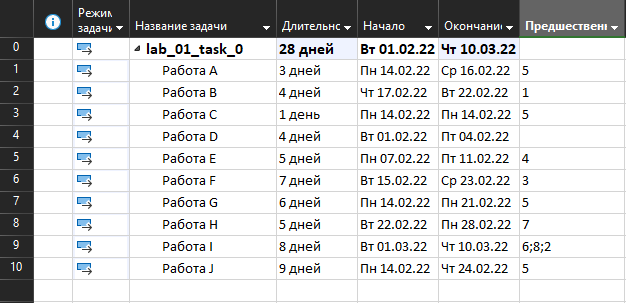 Режим задачи Название задачи Длительно Начало Окончание Предшествен
0 lab_01_task_0 28 дней Вт 01.02.22 Чт 10.03.22
1 Работа A 3 дней Пн 14.02.22 Ср 16.02.22 5
2 Работа B 4 дней Чт 17.02.22 Вт 22.02.22 1
3 Работа C 1 день Пн 14.02.22 Пн 14.02.22 5
4 Работа D 4 дней Вт 01.02.22 Пт 04.02.22
5 Работа E 5 дней Пн 07.02.22 Пт 11.02.22 4
6 Работа F 7 дней Вт 15.02.22 Ср 23.02.22 3
7 Работа G 6 дней Пн 14.02.22 Пн 21.02.22 5
8 Работа H 5 дней Вт 22.02.22 Пн 28.02.22 7
9 Работа I 8 дней Вт 01.03.22 Чт 10.03.22 6;8;2
10 Работа J 9 дней Пн 14.02.22 Чт 24.02.22 5